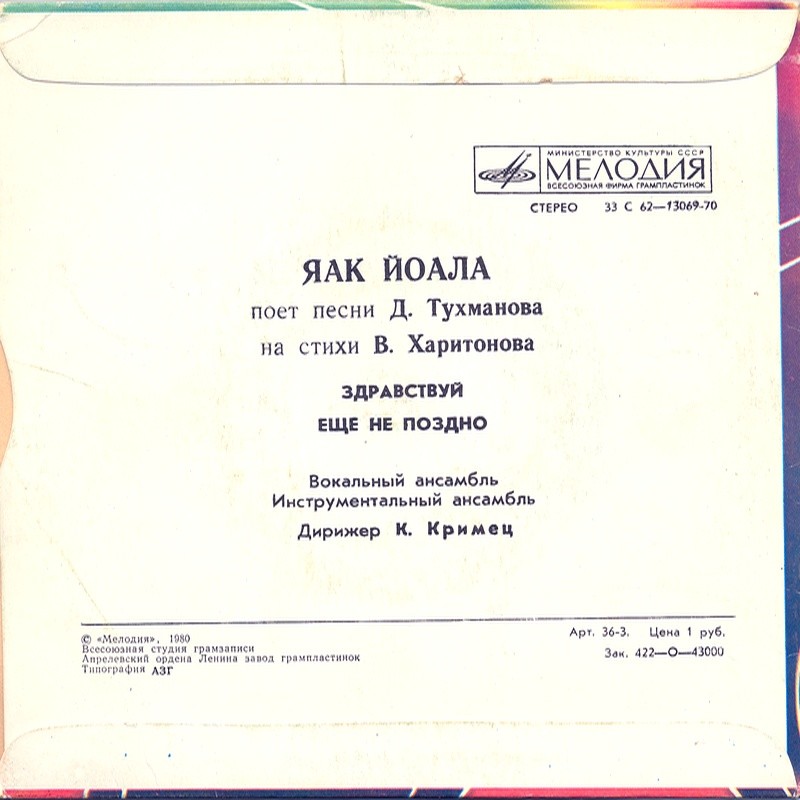 МИНИСТЕРСТВО КУЛЬТУРЫ СССР
МЕЛОДИЯ
ВСЕСОЮЗНАЯ ФИРМА ГРАМПЛАСТИНОК
СТЕРЕО 33 С 62—13069-70
ЯАК ЙОАЛА
поет песни Д. Тухманова
на стихи В. Харитонова
ЗДРАВСТВУЙ
ЕЩЕ НЕ ПОЗДНО
Вокальный ансамбль
Инструментальный ансамбль
Дирижер К. Кримец
© «Мелодия», 1980
Всесоюзная студия грамзаписи
Апрелевский ордена Ленина завод грампластинок
Типография АЗГ
Арт. 36-3. Цена 1 руб.
Зак. 422—О—43000